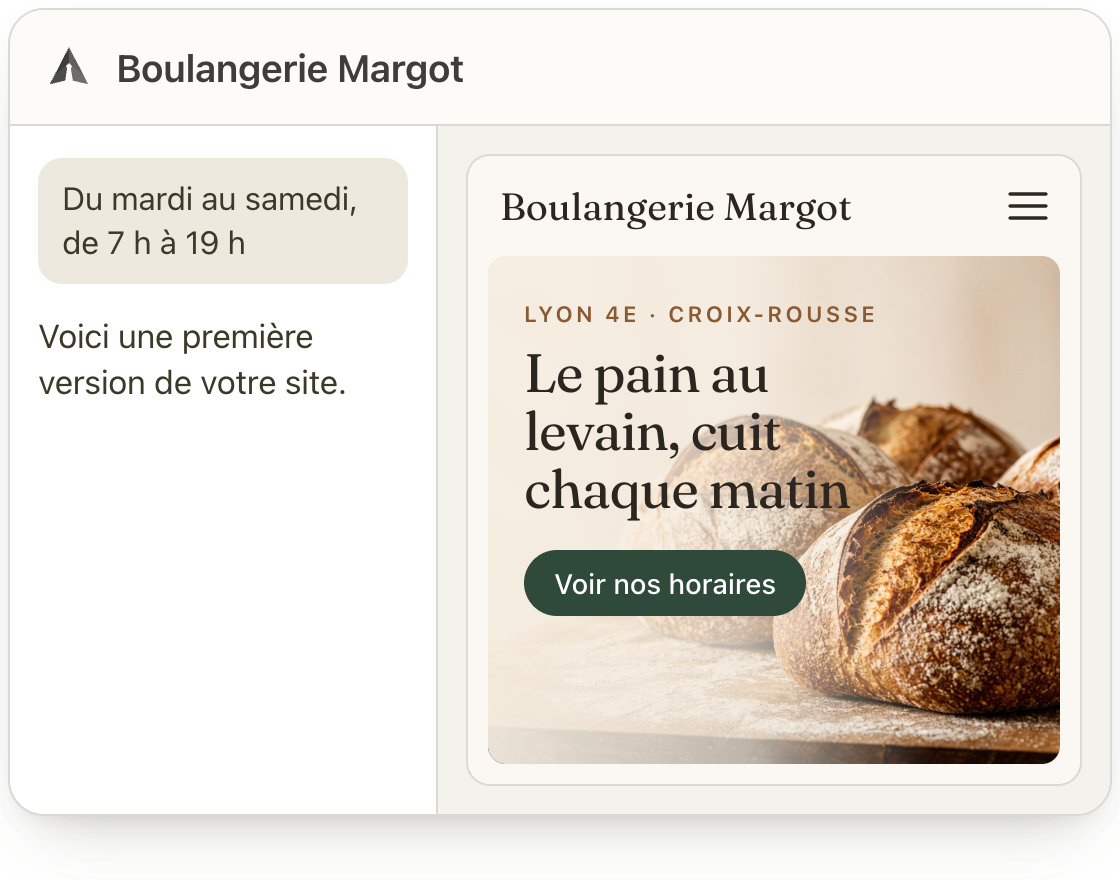 Boulangerie Margot
Du mardi au samedi,
de 7 h à 19 h
Voici une première
version de votre site.
Boulangerie Margot
LYON 4E · CROIX-ROUSSE
Le pain au
levain, cuit
chaque matin
Voir nos horaires